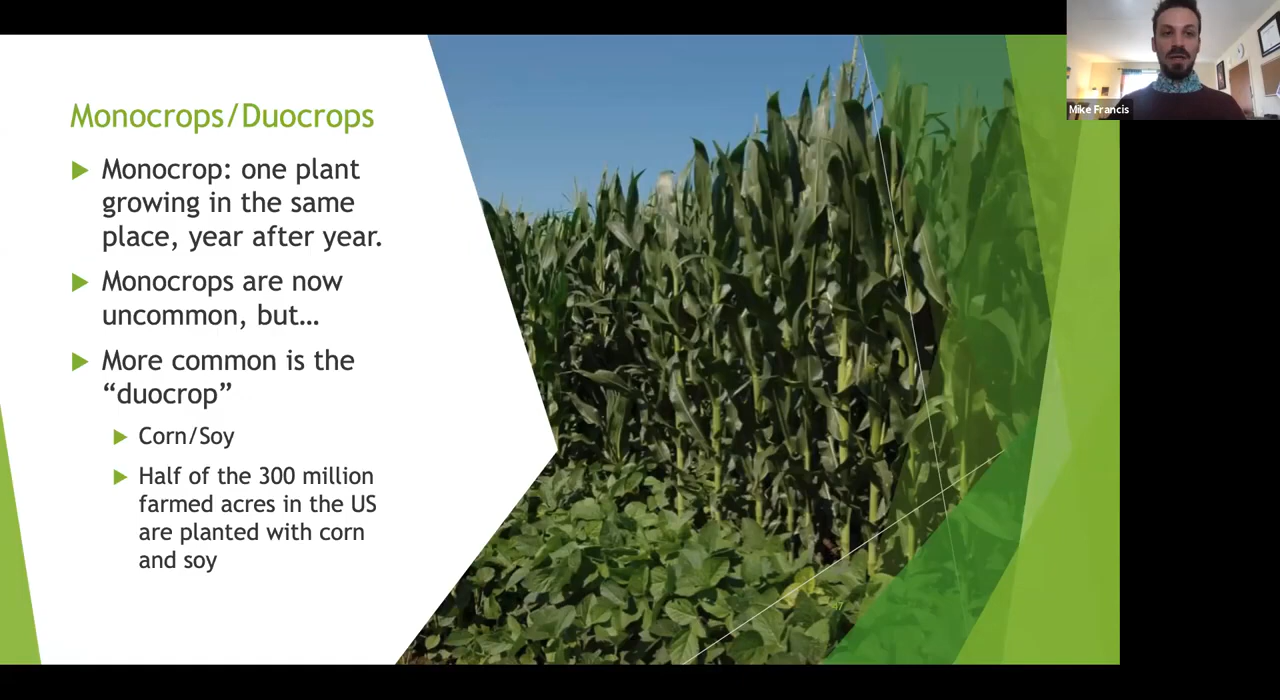 Monocrops/Duocrops
Monocrop: one plant
growing in the same
place, year after year.
Monocrops are now
uncommon, but…
More common is the
“duocrop”
Corn/Soy
Half of the 300 million
farmed acres in the US
are planted with corn
and soy
47
Mike Francis